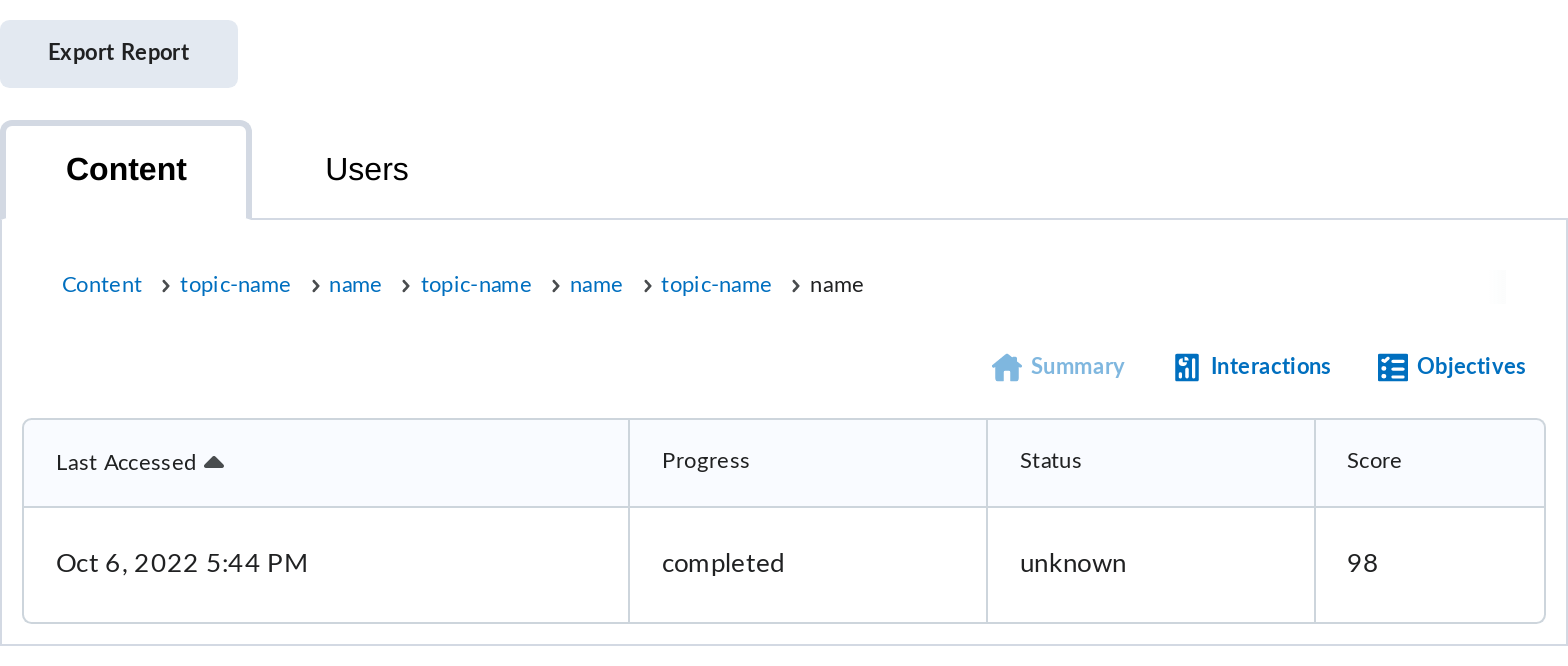 Export Report
Content Users
Content > topic-name > name > topic-name > name > topic-name > name
Summary Interactions Objectives
Last Accessed Progress Status Score
Oct 6, 2022 5:44 PM completed unknown 98